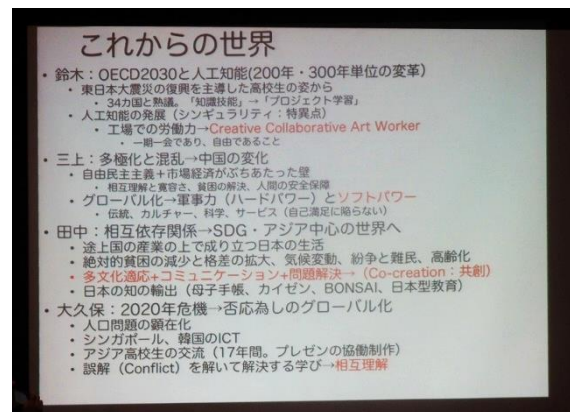 これからの世界
・鈴木：OECD2030と人工知能(200年・300年単位の変革)
・東日本大震災の復興を主導した高校生の姿から
・34カ国と熟議。「知識技能」→「プロジェクト学習」
・人工知能の発展（シンギュラリティ：特異点）
・工場での労働力→Creative Collaborative Art Worker
・一期一会であり、自由であること
・三上：多極化と混乱→中国の変化
・自由民主主義＋市場経済がぶちあたった壁
・相互理解と寛容さ、貧困の解決、人間の安全保障
・グローバル化→軍事力（ハードパワー）とソフトパワー
・伝統、カルチャー、科学、サービス（自己満足に陥らない）
・田中：相互依存関係→SDG・アジア中心の世界へ
・途上国の産業の上で成り立つ日本の生活
・絶対的貧困の減少と格差の拡大、気候変動、紛争と難民、高齢化
・多文化適応+コミュニケーション+問題解決→（Co-creation：共創）
・日本の知の輸出（母子手帳、カイゼン、BONSAI、日本型教育）
・大久保：2020年危機→否応為しのグローバル化
・人口問題の顕在化
・シンガポール、韓国のICT
・アジア高校生の交流（17年間。プレゼンの協働制作）
・誤解（Conflict）を解いて解決する学び→相互理解